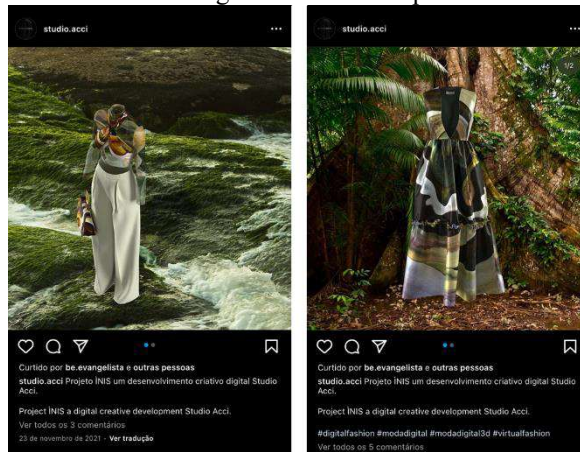 studio.acci
Curtido por be.evangelista e outras pessoas
studio.acci Projeto ÍNIS um desenvolvimento criativo digital Studio
Acci.
Project ÍNIS a digital creative development Studio Acci.
Ver todos os 3 comentários
23 de novembro de 2021 · Ver tradução
studio.acci
1/2
Curtido por be.evangelista e outras pessoas
studio.acci Projeto ÍNIS um desenvolvimento criativo digital Studio
Acci.
Project ÍNIS a digital creative development Studio Acci.
#digitalfashion #modadigital #modadigital3d #virtualfashion
Ver todos os 5 comentários